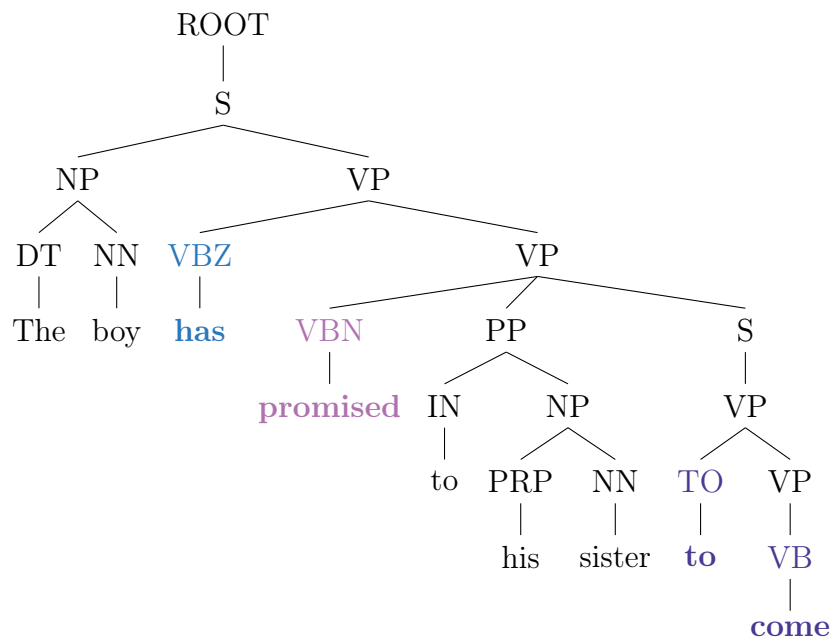 ROOT
S
NP VP
DT NN VBZ VP
The boy has VBN PP S
promised IN NP VP
to PRP NN TO VP
his sister to VB
come